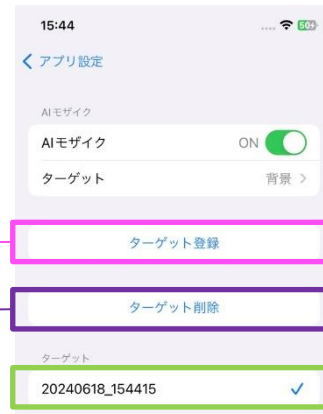 15:44
50+
アプリ設定
AIモザイク
AIモザイク ON
ターゲット 背景
ターゲット登録
ターゲット削除
ターゲット
20240618_154415